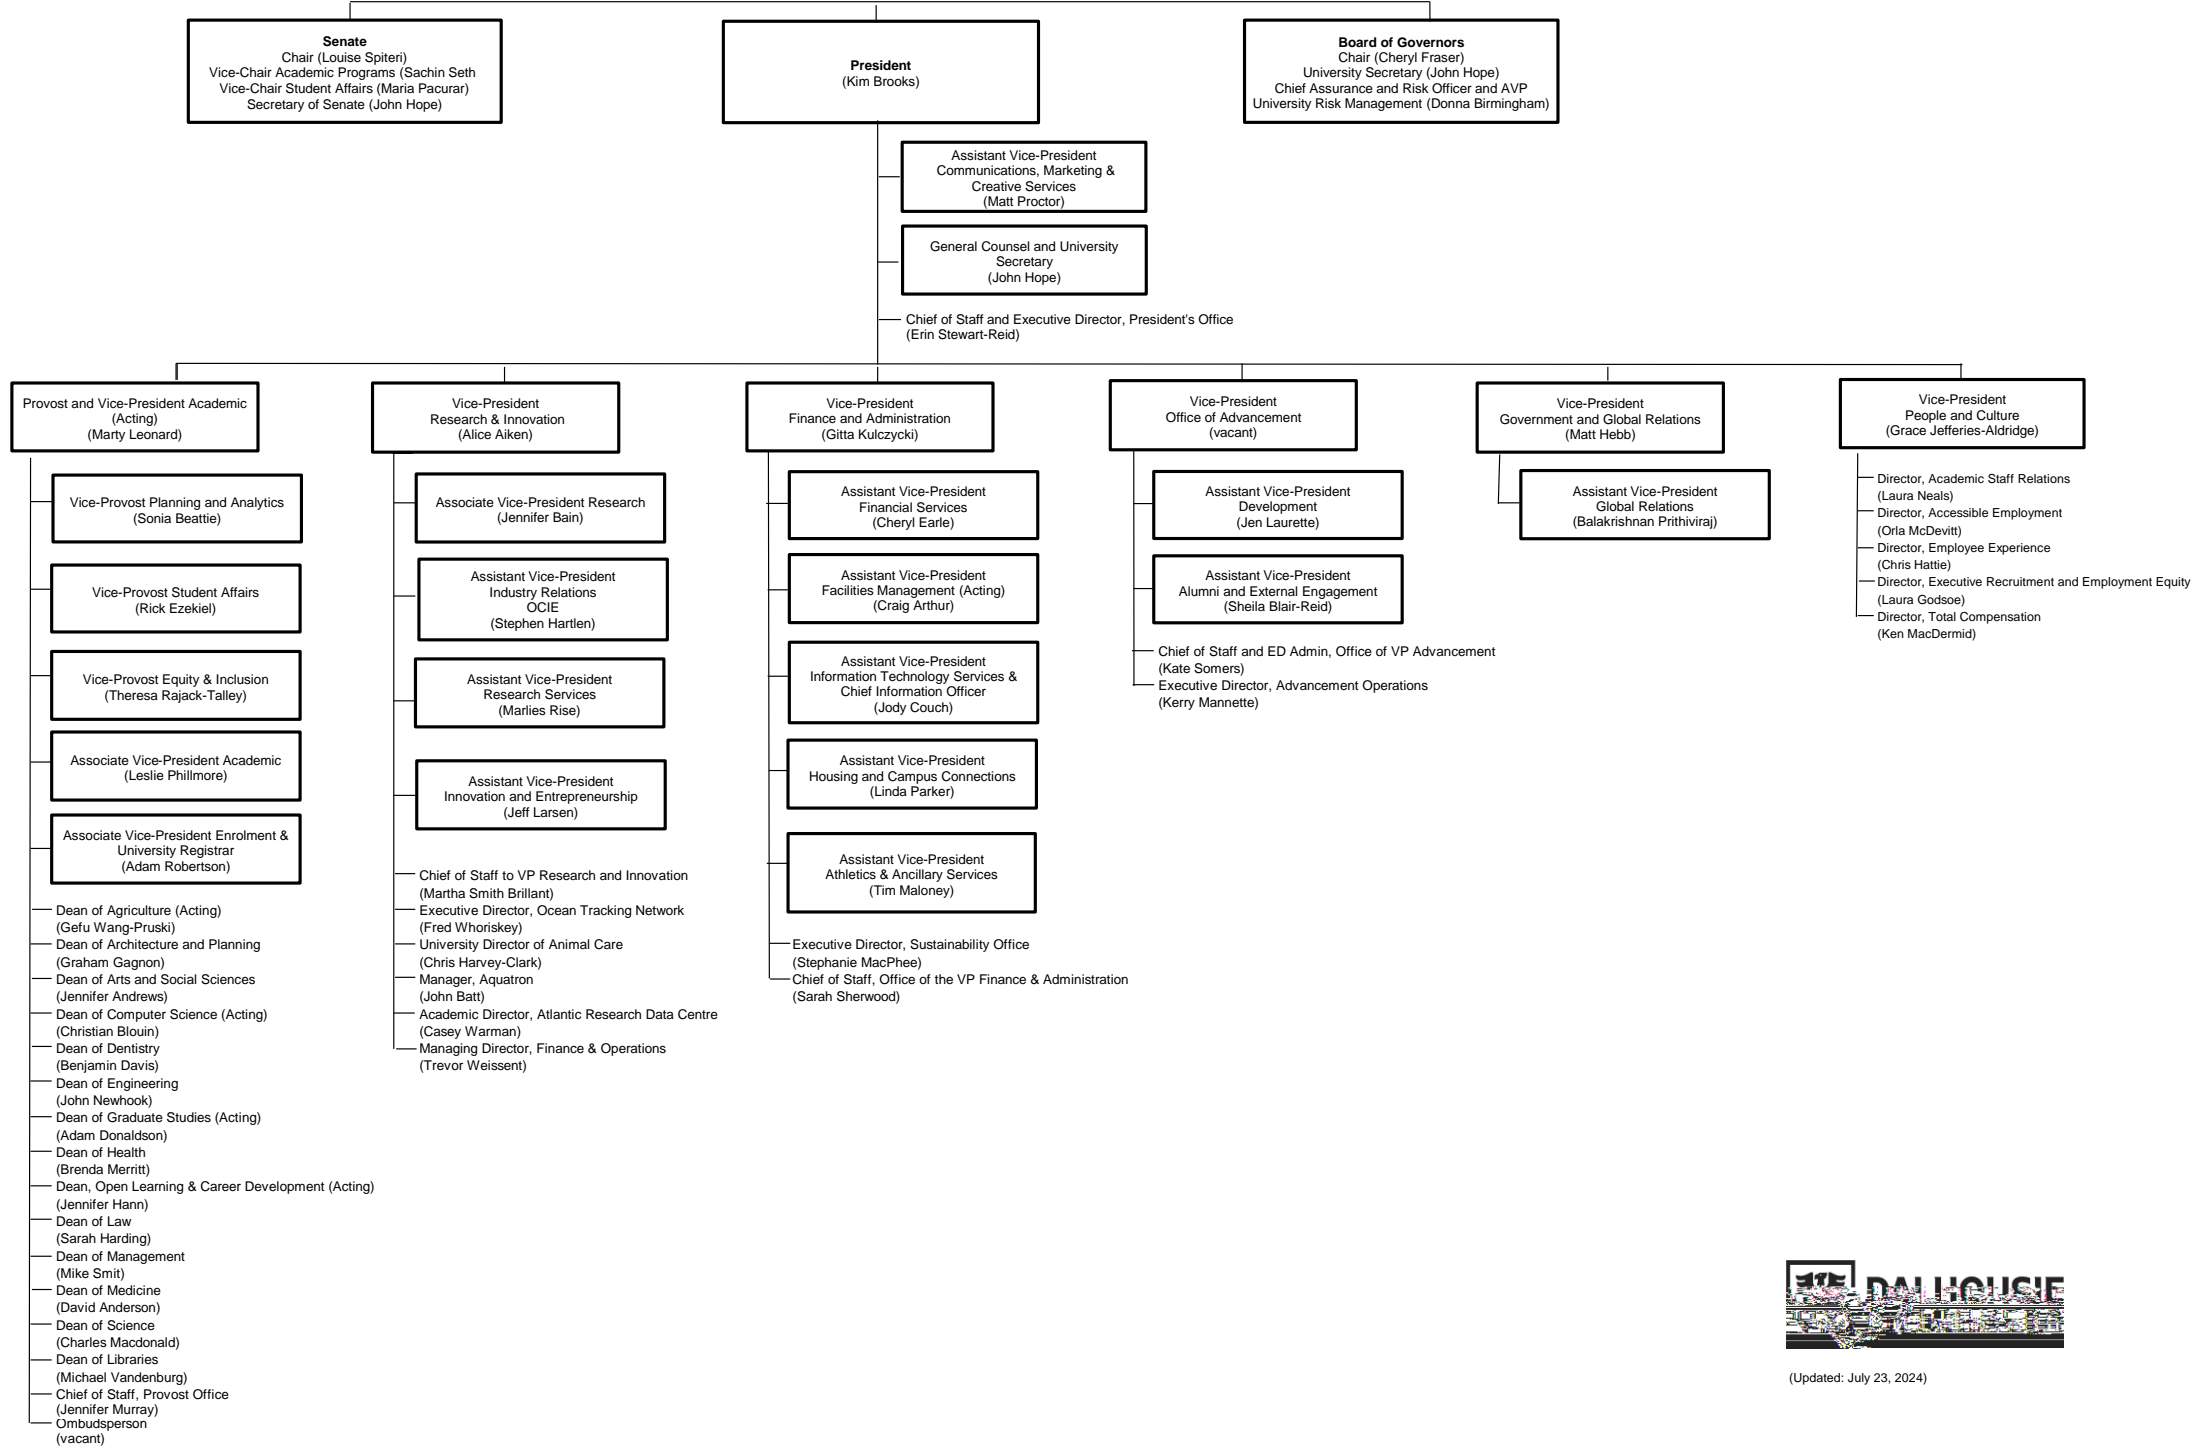 Senate
Chair (Louise Spiteri)
Vice-Chair Academic Programs (Sachin Seth
Vice-Chair Student Affairs (Maria Pacurar)
Secretary of Senate (John Hope)
President
(Kim Brooks)
Board of Governors
Chair (Cheryl Fraser)
University Secretary (John Hope)
Chief Assurance and Risk Officer and AVP
University Risk Management (Donna Birmingham)
Assistant Vice-President
Communications, Marketing &
Creative Services
(Matt Proctor)
General Counsel and University
Secretary
(John Hope)
Chief of Staff and Executive Director, President's Office
(Erin Stewart-Reid)
Provost and Vice-President Academic
(Acting)
(Marty Leonard)
Vice-Provost Planning and Analytics
(Sonia Beattie)
Vice-Provost Student Affairs
(Rick Ezekiel)
Vice-Provost Equity & Inclusion
(Theresa Rajack-Talley)
Associate Vice-President Academic
(Leslie Phillmore)
Associate Vice-President Enrolment &
University Registrar
(Adam Robertson)
Dean of Agriculture (Acting)
(Gefu Wang-Pruski)
Dean of Architecture and Planning
(Graham Gagnon)
Dean of Arts and Social Sciences
(Jennifer Andrews)
Dean of Computer Science (Acting)
(Christian Blouin)
Dean of Dentistry
(Benjamin Davis)
Dean of Engineering
(John Newhook)
Dean of Graduate Studies (Acting)
(Adam Donaldson)
Dean of Health
(Brenda Merritt)
Dean, Open Learning & Career Development (Acting)
(Jennifer Hann)
Dean of Law
(Sarah Harding)
Dean of Management
(Mike Smit)
Dean of Medicine
(David Anderson)
Dean of Science
(Charles Macdonald)
Dean of Libraries
(Michael Vandenburg)
Chief of Staff, Provost Office
(Jennifer Murray)
Ombudsperson
(vacant)
Vice-President
Research & Innovation
(Alice Aiken)
Associate Vice-President Research
(Jennifer Bain)
Assistant Vice-President
Industry Relations
OCIE
(Stephen Hartlen)
Assistant Vice-President
Research Services
(Marlies Rise)
Assistant Vice-President
Innovation and Entrepreneurship
(Jeff Larsen)
Chief of Staff to VP Research and Innovation
(Martha Smith Brillant)
Executive Director, Ocean Tracking Network
(Fred Whoriskey)
University Director of Animal Care
(Chris Harvey-Clark)
Manager, Aquatron
(John Batt)
Academic Director, Atlantic Research Data Centre
(Casey Warman)
Managing Director, Finance & Operations
(Trevor Weissent)
Vice-President
Finance and Administration
(Gitta Kulczycki)
Assistant Vice-President
Financial Services
(Cheryl Earle)
Assistant Vice-President
Facilities Management (Acting)
(Craig Arthur)
Assistant Vice-President
Information Technology Services &
Chief Information Officer
(Jody Couch)
Assistant Vice-President
Housing and Campus Connections
(Linda Parker)
Assistant Vice-President
Athletics & Ancillary Services
(Tim Maloney)
Executive Director, Sustainability Office
(Stephanie MacPhee)
Chief of Staff, Office of the VP Finance & Administration
(Sarah Sherwood)
Vice-President
Office of Advancement
(vacant)
Assistant Vice-President
Development
(Jen Laurette)
Assistant Vice-President
Alumni and External Engagement
(Sheila Blair-Reid)
Chief of Staff and ED Admin, Office of VP Advancement
(Kate Somers)
Executive Director, Advancement Operations
(Kerry Mannette)
Vice-President
Government and Global Relations
(Matt Hebb)
Assistant Vice-President
Global Relations
(Balakrishnan Prithiviraj)
Vice-President
People and Culture
(Grace Jefferies-Aldridge)
Director, Academic Staff Relations
(Laura Neals)
Director, Accessible Employment
(Orla McDevitt)
Director, Employee Experience
(Chris Hattie)
Director, Executive Recruitment and Employment Equity
(Laura Godsoe)
Director, Total Compensation
(Ken MacDermid)
DALHOUSIE
(Updated: July 23, 2024)